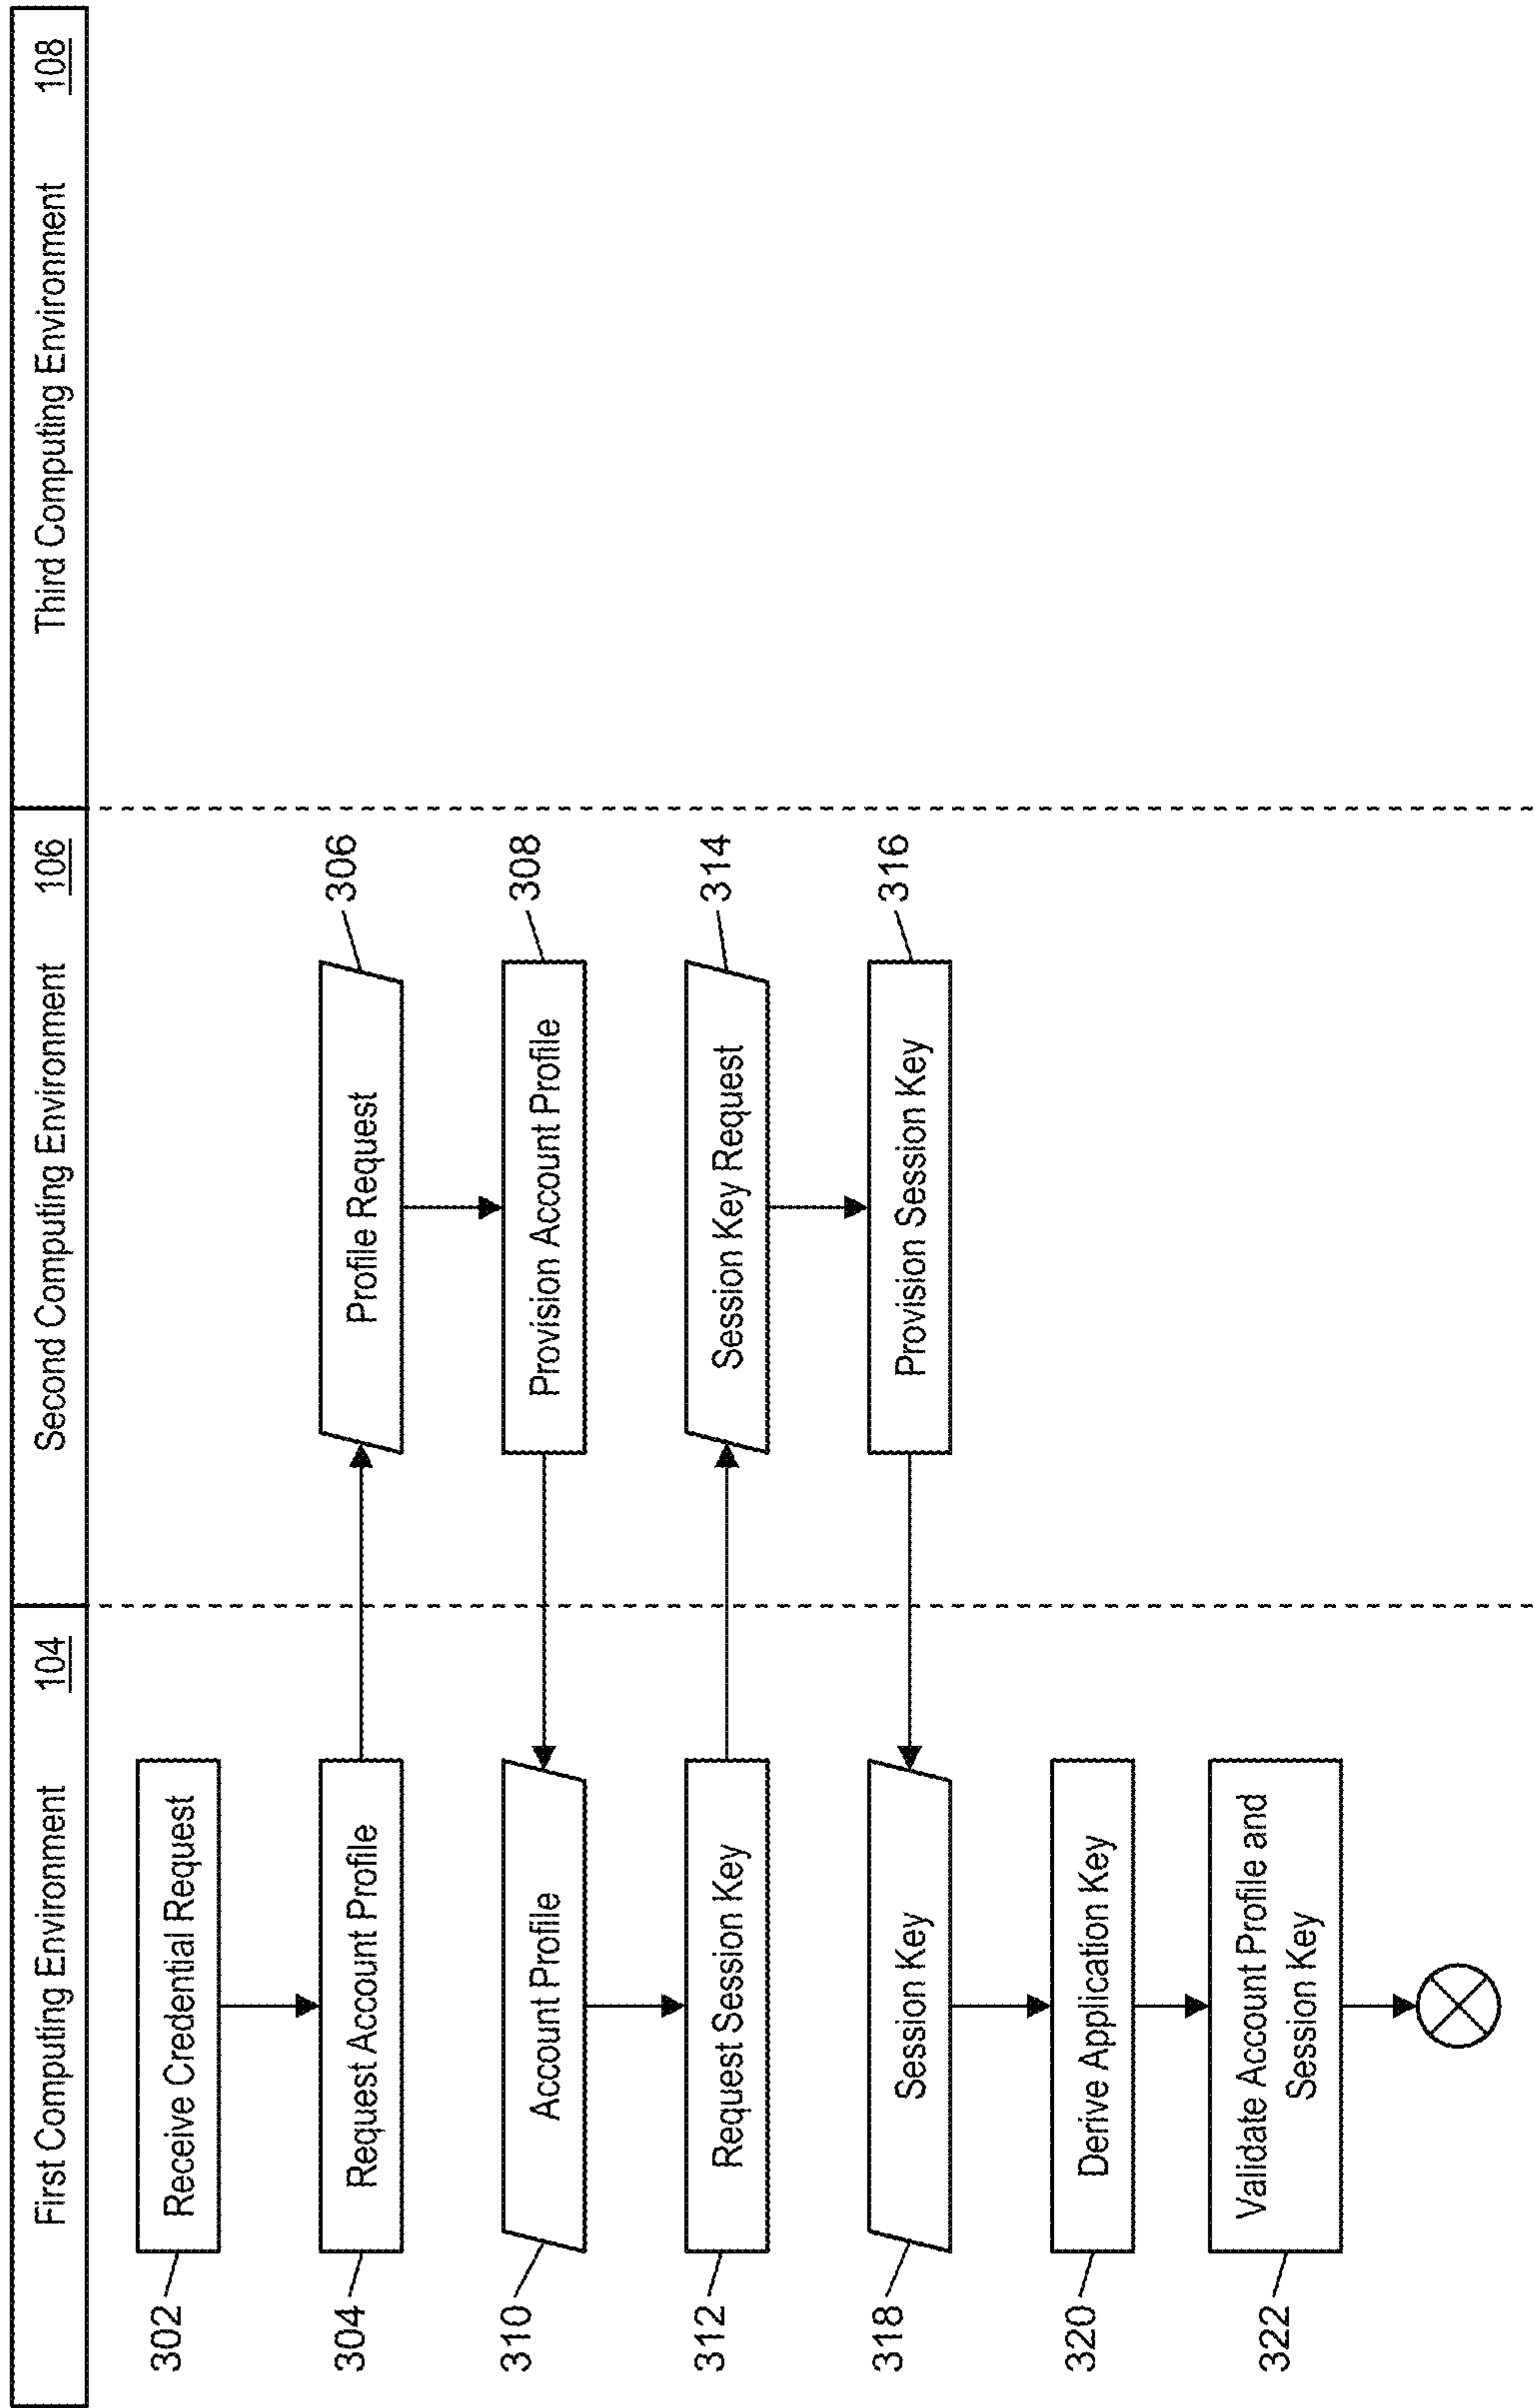 First Computing Environment 104
Second Computing Environment 106
Third Computing Environment 108
302
Receive Credential Request
304
Request Account Profile
Profile Request
306
Provision Account Profile
308
310
Account Profile
312
Request Session Key
Session Key Request
314
Provision Session Key
316
318
Session Key
320
Derive Application Key
322
Validate Account Profile and
Session Key